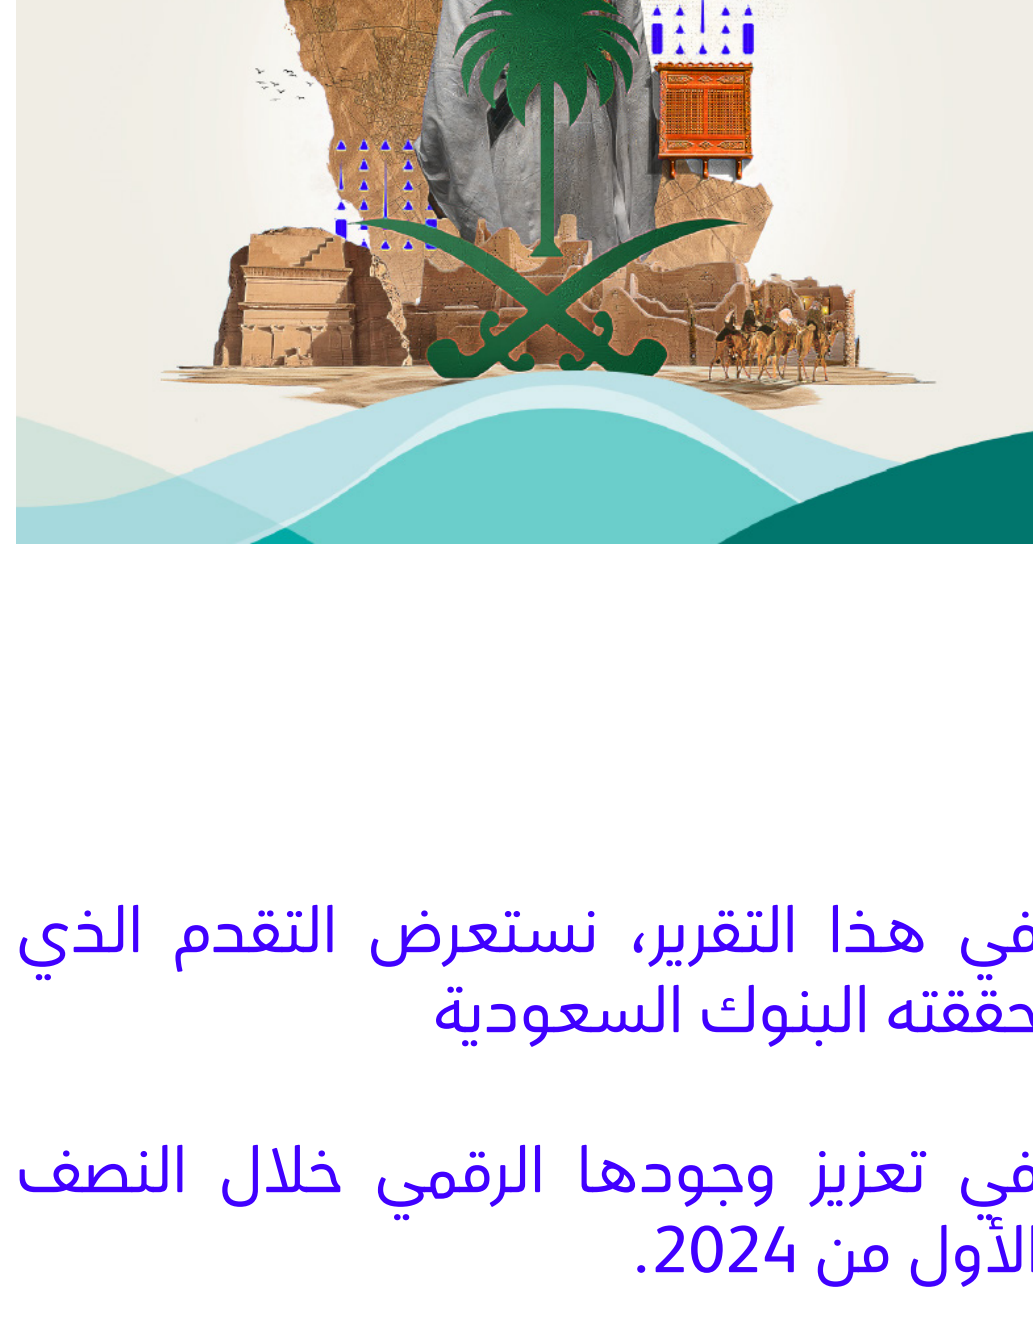 في هذا التقرير، نستعرض التقدم الذي
حققته البنوك السعودية
في تعزيز وجودها الرقمي خلال النصف
الأول من 2024.